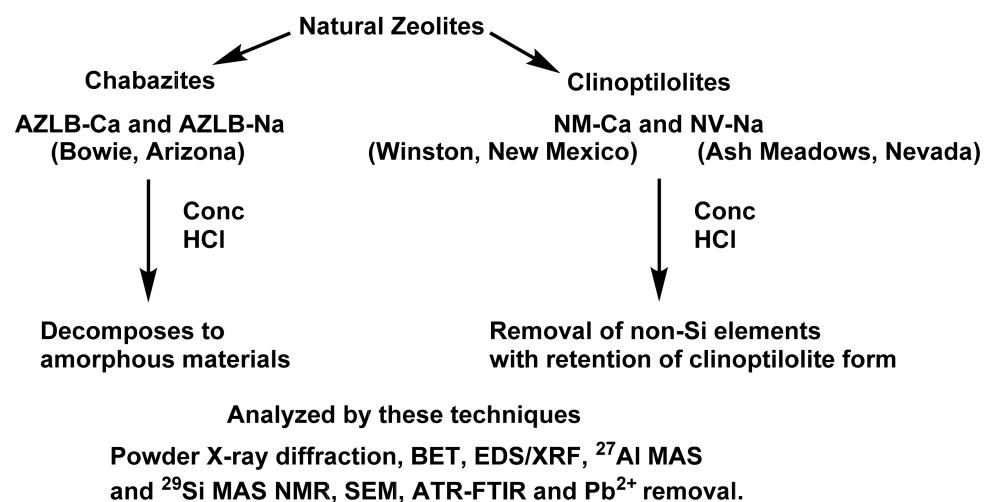 Natural Zeolites
Chabazites
Clinoptilolites
AZLB-Ca and AZLB-Na
(Bowie, Arizona)
NM-Ca and NV-Na
(Winston, New Mexico) (Ash Meadows, Nevada)
Conc
HCl
Conc
HCl
Decomposes to
amorphous materials
Removal of non-Si elements
with retention of clinoptilolite form
Analyzed by these techniques
Powder X-ray diffraction, BET, EDS/XRF, ²⁷Al MAS
and ²⁹Si MAS NMR, SEM, ATR-FTIR and Pb²⁺ removal.